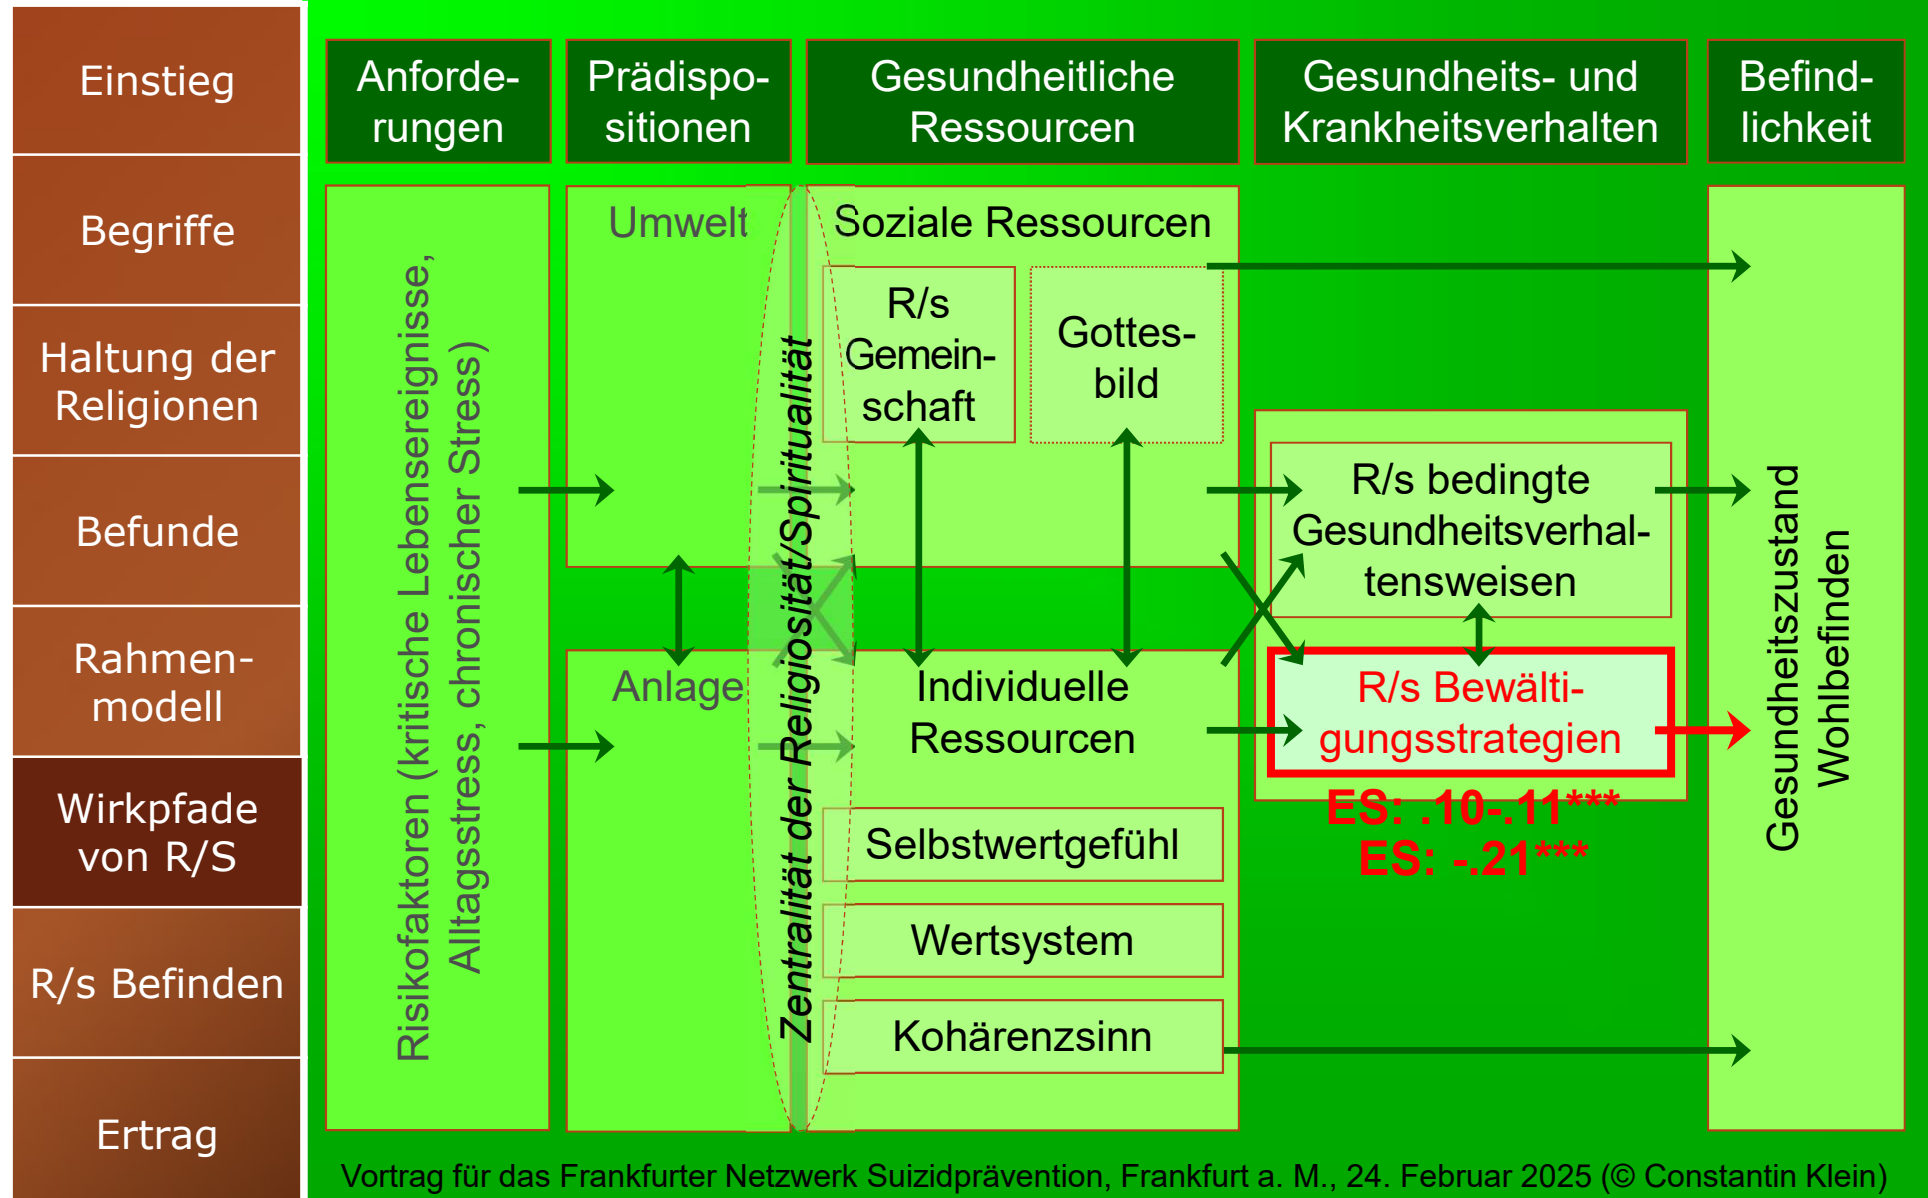 Einstieg
Begriffe
Haltung der
Religionen
Befunde
Rahmen-
modell
Wirkpfade
von R/S
R/s Befinden
Ertrag
Anforde-
rungen
Prädispo-
sitionen
Gesundheitliche
Ressourcen
Gesundheits- und
Krankheitsverhalten
Befind-
lichkeit
Risikofaktoren (kritische Lebensereignisse,
Alltagsstress, chronischer Stress)
Umwelt
Anlage
Zentralität der Religiosität/Spiritualität
Soziale Ressourcen
R/s
Gemein-
schaft
Gottes-
bild
Individuelle
Ressourcen
Selbstwertgefühl
Wertsystem
Kohärenzsinn
R/s bedingte
Gesundheitsverhal-
tensweisen
R/s Bewälti-
gungsstrategien
ES: .10-.11***
ES: -.21***
Gesundheitszustand
Wohlbefinden
Vortrag für das Frankfurter Netzwerk Suizidprävention, Frankfurt a. M., 24. Februar 2025 (© Constantin Klein)